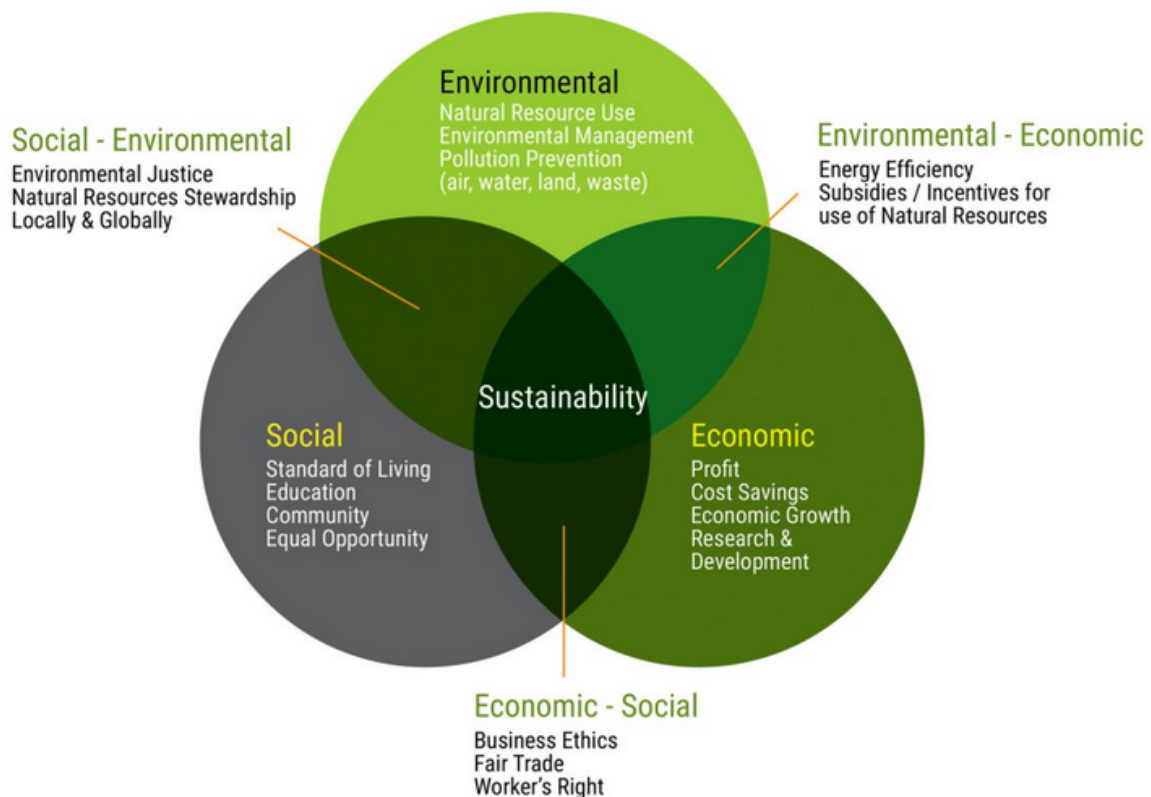 Environmental
Natural Resource Use
Environmental Management
Pollution Prevention
(air, water, land, waste)
Social - Environmental
Environmental Justice
Natural Resources Stewardship
Locally & Globally
Environmental - Economic
Energy Efficiency
Subsidies / Incentives for
use of Natural Resources
Sustainability
Social
Standard of Living
Education
Community
Equal Opportunity
Economic
Profit
Cost Savings
Economic Growth
Research &
Development
Economic - Social
Business Ethics
Fair Trade
Worker's Right